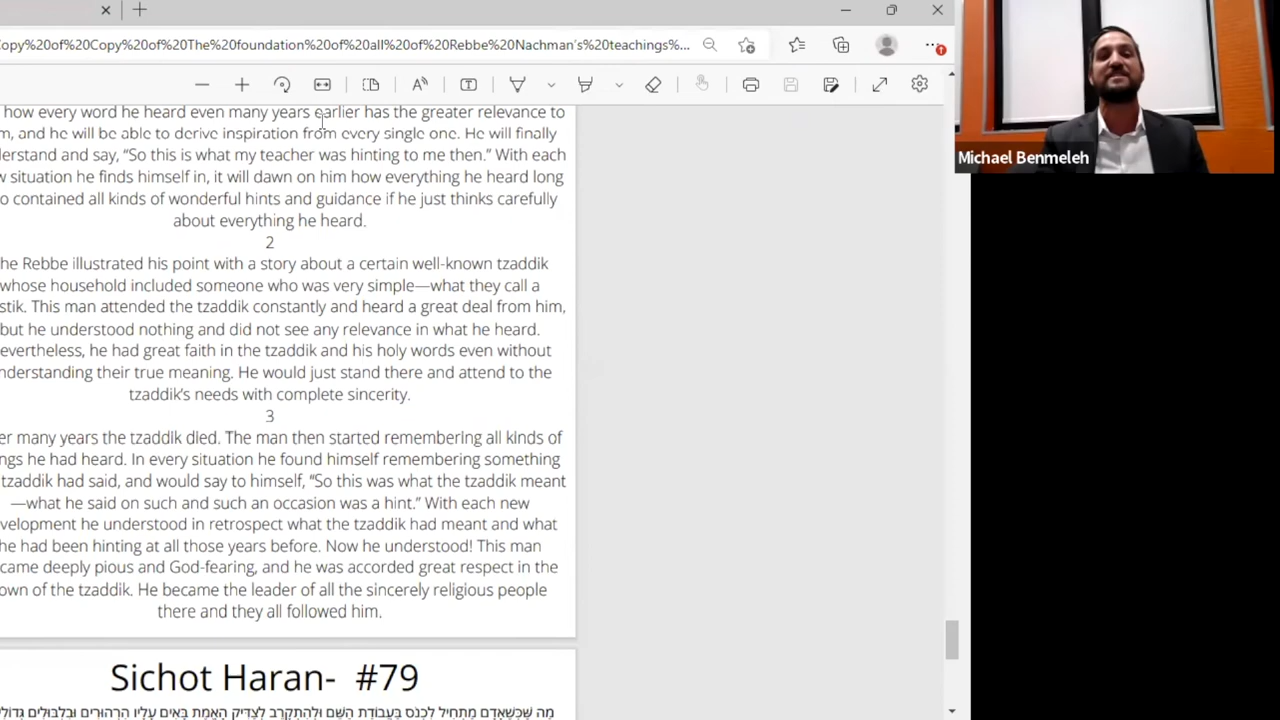 Copy%20of%20Copy%20of%20The%20foundation%20of%20all%20of%20Rebbe%20Nachman's%20teachings%...
Michael Benmeleh
how every word he heard even many years earlier has the greater relevance to
m, and he will be able to derive inspiration from every single one. He will finally
derstand and say, “So this is what my teacher was hinting to me then.” With each
w situation he finds himself in, it will dawn on him how everything he heard long
o contained all kinds of wonderful hints and guidance if he just thinks carefully
about everything he heard.
2
he Rebbe illustrated his point with a story about a certain well-known tzaddik
whose household included someone who was very simple—what they call a
stik. This man attended the tzaddik constantly and heard a great deal from him,
but he understood nothing and did not see any relevance in what he heard.
evertheless, he had great faith in the tzaddik and his holy words even without
nderstanding their true meaning. He would just stand there and attend to the
tzaddik’s needs with complete sincerity.
3
er many years the tzaddik died. The man then started remembering all kinds of
ngs he had heard. In every situation he found himself remembering something
tzaddik had said, and would say to himself, “So this was what the tzaddik meant
—what he said on such and such an occasion was a hint.” With each new
velopment he understood in retrospect what the tzaddik had meant and what
he had been hinting at all those years before. Now he understood! This man
came deeply pious and God-fearing, and he was accorded great respect in the
own of the tzaddik. He became the leader of all the sincerely religious people
there and they all followed him.
Sichot Haran-  #79
מַה שֶּׁכְּשֶׁאָדָם מַתְחִיל לִכְנֹס בַּעֲבוֹדַת הַשֵּׁם וּלְהִתְקָרֵב לְצַדִּיק הָאֱמֶת בָּאִים עָלָיו הִרְהוּרִים וּבִלְבּוּלִים גְּדוֹלִי